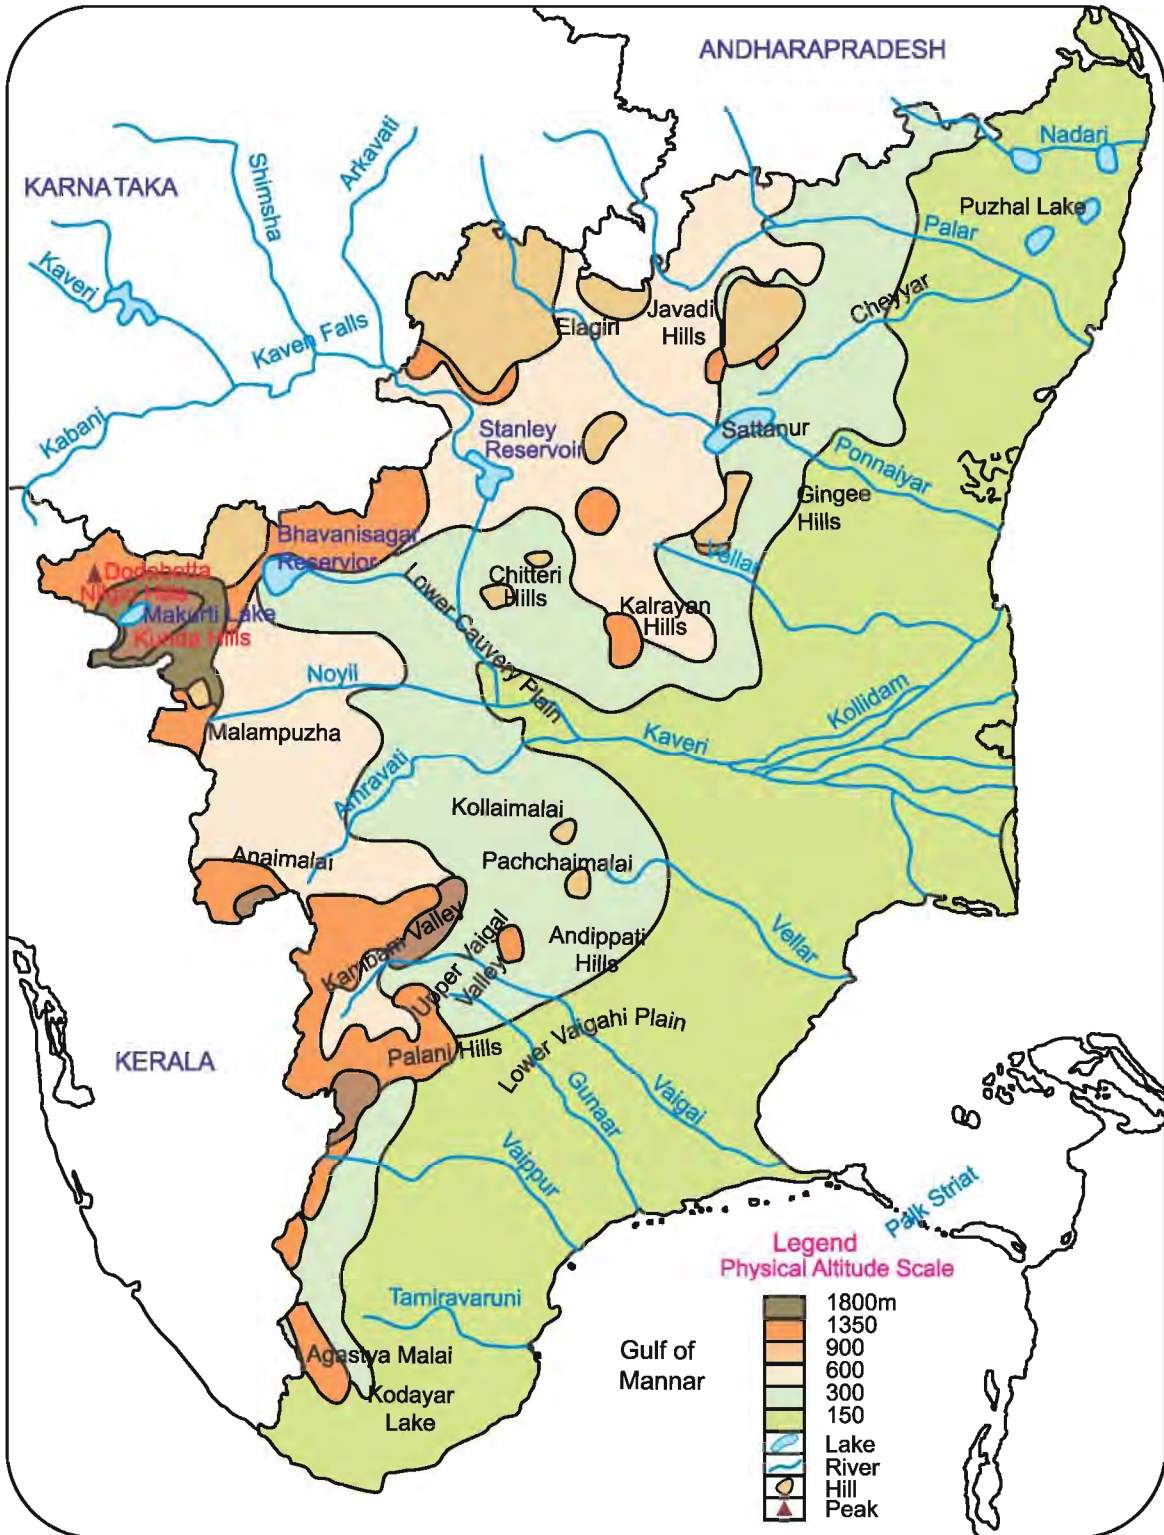 ANDHARAPRADESH
KARNATAKA
Shimsha
Arkavati
Nadari
Puzhal Lake
Palar
Kaveri
Cheyyar
Kaveri Falls
Elagiri
Javadi
Hills
Kabani
Stanley
Reservoir
Sattanur
Ponnaiyar
Gingee
Hills
Bhavanisagar
Reservior
Vellar
Dodabotta
Nilgiri Hills
Makurti Lake
Kunda Hills
Chitteri
Hills
Kalrayan
Hills
Lower Cauvery Plain
Noyil
Malampuzha
Kollidam
Kaveri
Amravati
Kollaimalai
Pachchaimalai
Anaimalai
Vellar
Kambam Valley
Upper Vaigal
Valley
Andippati
Hills
Lower Vaigahi Plain
Palani Hills
KERALA
Gunaar
Vaigai
Vaippur
Palk Striat
Tamiravaruni
Agastya Malai
Kodayar
Lake
Gulf of
Mannar
Legend
Physical Altitude Scale
1800m
1350
900
600
300
150
Lake
River
Hill
Peak